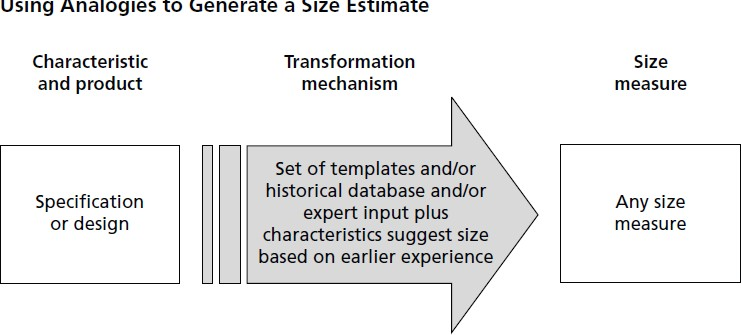 Using Analogies to Generate a Size Estimate
Characteristic
and product
Transformation
mechanism
Size
measure
Specification
or design
Set of templates and/or
historical database and/or
expert input plus
characteristics suggest size
based on earlier experience
Any size
measure